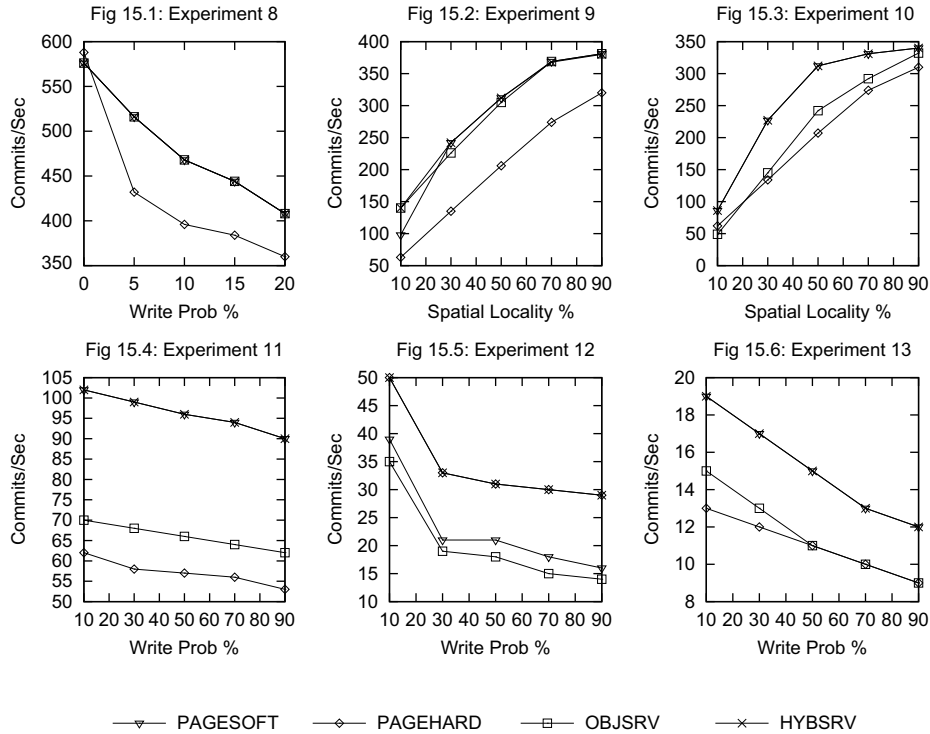 Fig 15.1: Experiment 8
600
550
500
450
400
350
Commits/Sec
0 5 10 15 20
Write Prob %
Fig 15.2: Experiment 9
400
350
300
250
200
150
100
50
Commits/Sec
10 20 30 40 50 60 70 80 90
Spatial Locality %
Fig 15.3: Experiment 10
350
300
250
200
150
100
50
0
Commits/Sec
10 20 30 40 50 60 70 80 90
Spatial Locality %
Fig 15.4: Experiment 11
105
100
95
90
85
80
75
70
65
60
55
50
Commits/Sec
10 20 30 40 50 60 70 80 90
Write Prob %
Fig 15.5: Experiment 12
50
45
40
35
30
25
20
15
10
Commits/Sec
10 20 30 40 50 60 70 80 90
Write Prob %
Fig 15.6: Experiment 13
20
18
16
14
12
10
8
Commits/Sec
10 20 30 40 50 60 70 80 90
Write Prob %
PAGESOFT PAGEHARD OBJSRV HYBSRV